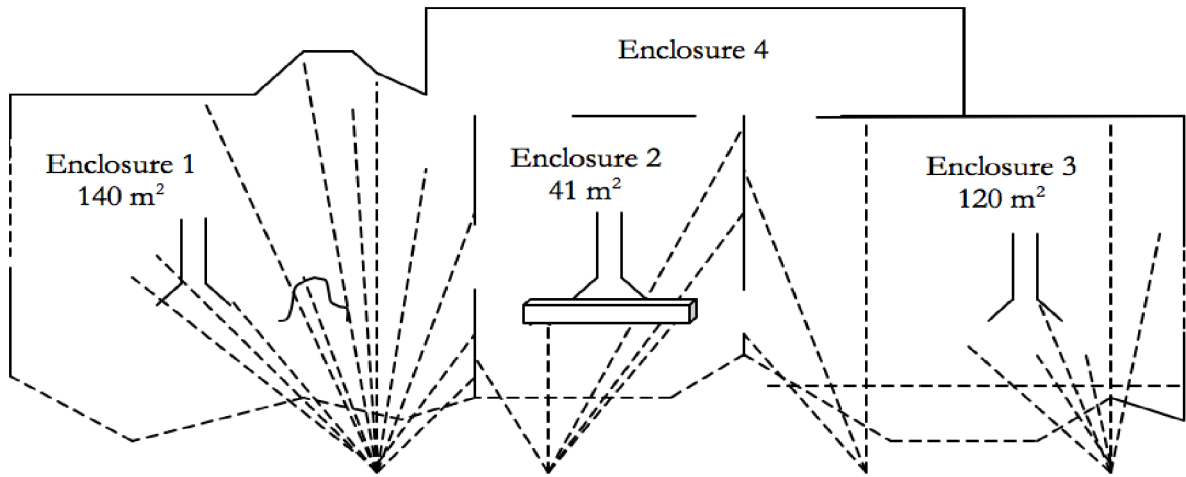 Enclosure 4
Enclosure 1
140 m²
Enclosure 2
41 m²
Enclosure 3
120 m²